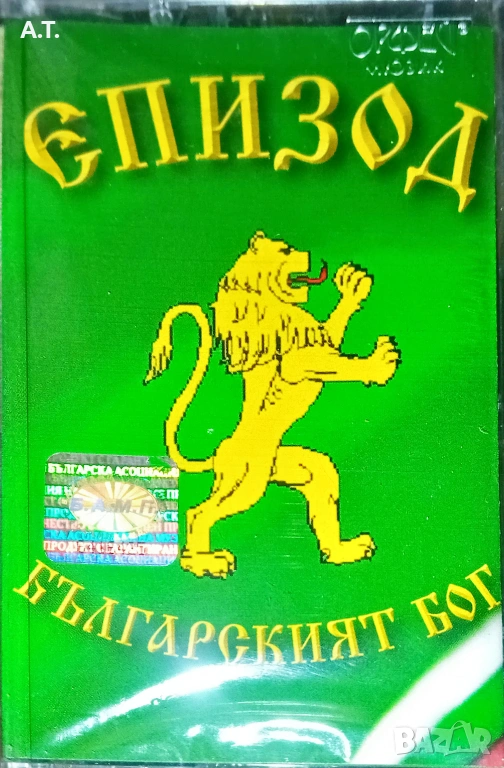 A.T.
ОРФЕЙ
МЮЗИК
ЕПИЗОД
БЪЛГАРСКА АСОЦИАЦИЯ
Б.А.М.П.
БЪЛГАРСКИЯТ БОГ
BAZAR